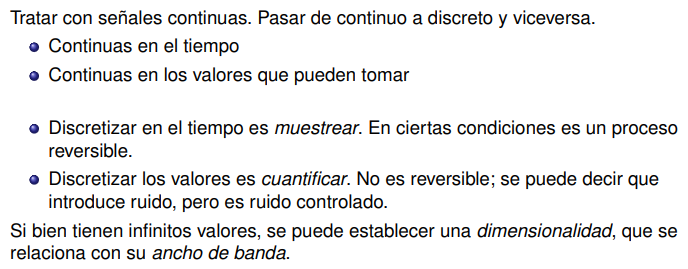 Tratar con señales continuas. Pasar de continuo a discreto y viceversa.
Continuas en el tiempo
Continuas en los valores que pueden tomar
Discretizar en el tiempo es muestrear. En ciertas condiciones es un proceso
reversible.
Discretizar los valores es cuantificar. No es reversible; se puede decir que
introduce ruido, pero es ruido controlado.
Si bien tienen infinitos valores, se puede establecer una dimensionalidad, que se
relaciona con su ancho de banda.